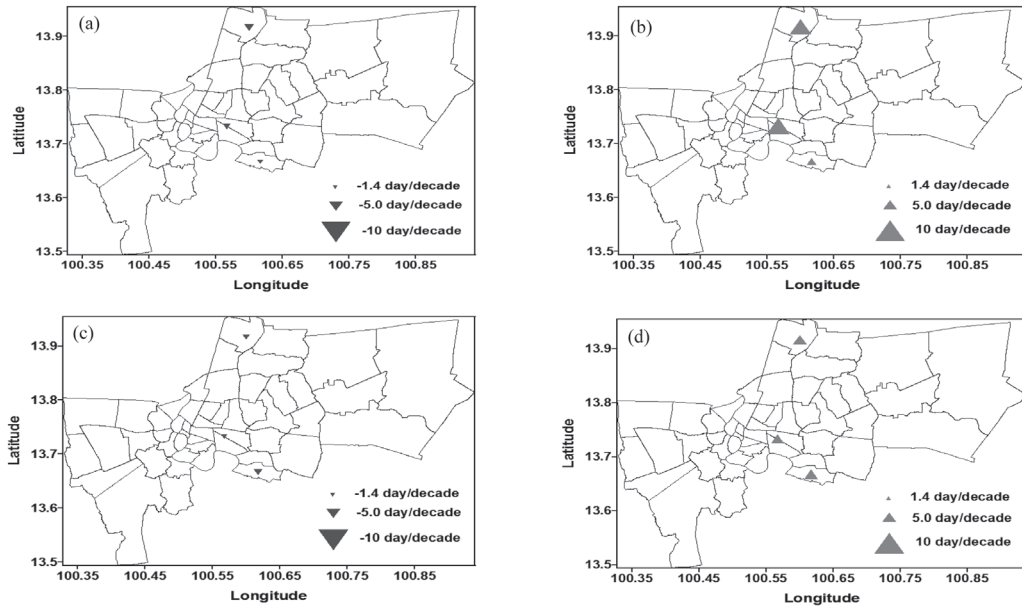 (a)
13.9
13.8
Latitude
13.7
13.6
13.5
-1.4 day/decade
-5.0 day/decade
-10 day/decade
100.35 100.45 100.55 100.65 100.75 100.85
Longitude
(b)
13.9
13.8
Latitude
13.7
13.6
13.5
1.4 day/decade
5.0 day/decade
10 day/decade
100.35 100.45 100.55 100.65 100.75 100.85
Longitude
(c)
13.9
13.8
Latitude
13.7
13.6
13.5
-1.4 day/decade
-5.0 day/decade
-10 day/decade
100.35 100.45 100.55 100.65 100.75 100.85
Longitude
(d)
13.9
13.8
Latitude
13.7
13.6
13.5
1.4 day/decade
5.0 day/decade
10 day/decade
100.35 100.45 100.55 100.65 100.75 100.85
Longitude